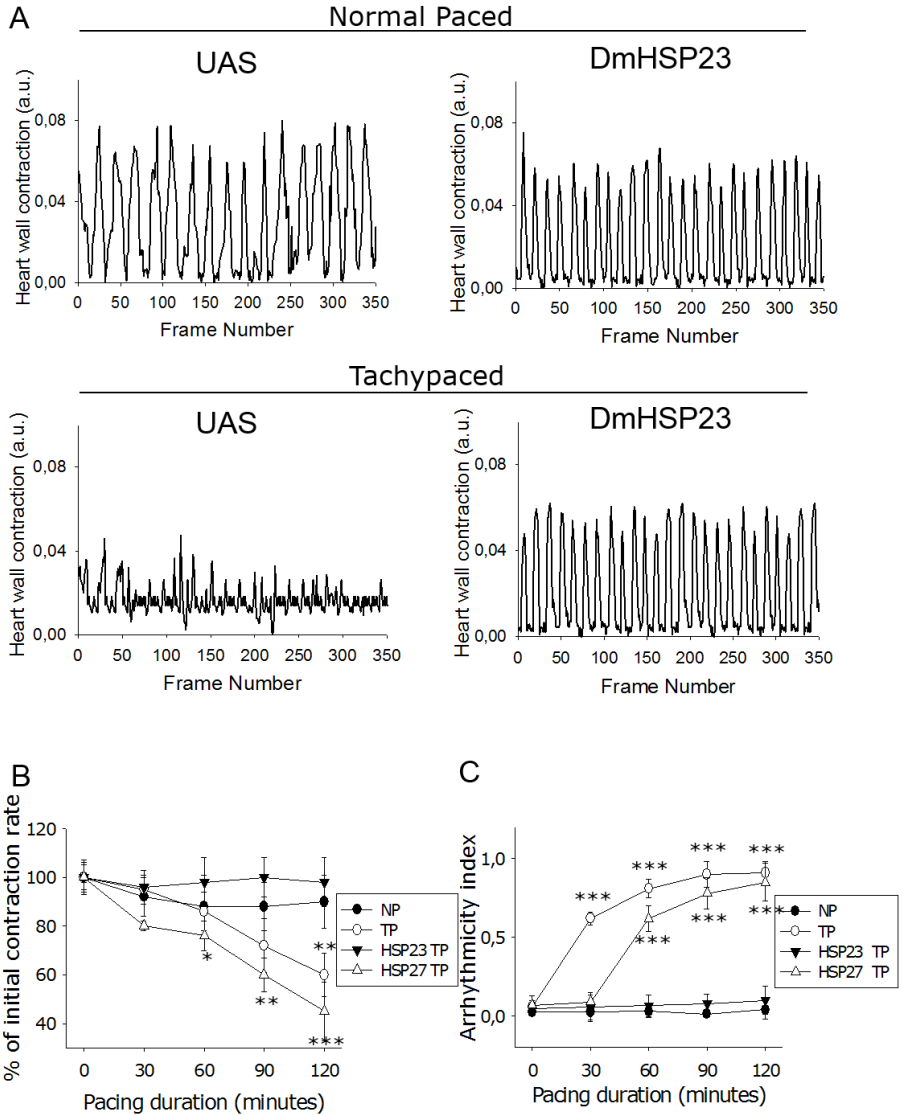 A
Normal Paced
UAS
DmHSP23
Heart wall contraction (a.u.)
0,08
0,04
0,00
0 50 100 150 200 250 300 350
Frame Number
Heart wall contraction (a.u.)
0,08
0,04
0,00
0 50 100 150 200 250 300 350
Frame Number
Tachypaced
UAS
DmHSP23
Heart wall contraction (a.u.)
0,08
0,04
0,00
0 50 100 150 200 250 300 350
Frame Number
Heart wall contraction (a.u.)
0,08
0,04
0,00
0 50 100 150 200 250 300 350
Frame Number
B
% of initial contraction rate
120
100
80
60
40
*
**
**
***
0 30 60 90 120
Pacing duration (minutes)
NP
TP
HSP23 TP
HSP27 TP
C
Arrhythmicity index
1,0
0,5
0,0
***
***
***
***
***
***
***
0 30 60 90 120
Pacing duration (minutes)
NP
TP
HSP23 TP
HSP27 TP